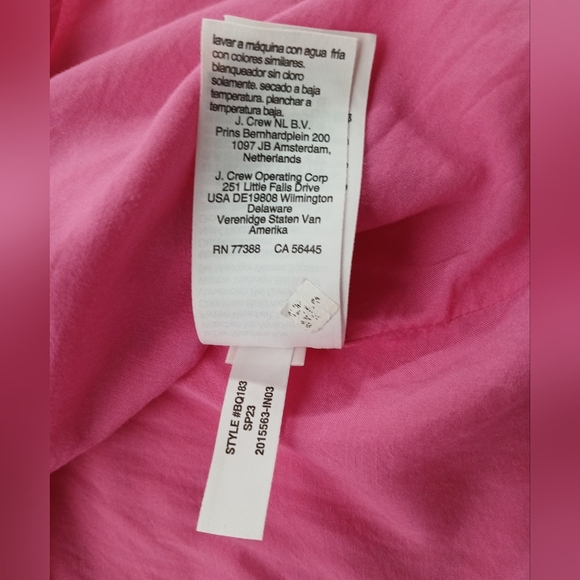 lavar a máquina con agua fría
con colores similares.
blanqueador sin cloro
solamente. secado a baja
temperatura. planchar a
temperatura baja.
J. Crew NL B.V.
Prins Bernhardplein 200
1097 JB Amsterdam,
Netherlands
J. Crew Operating Corp
251 Little Falls Drive
USA DE19808 Wilmington
Delaware
Verenidge Staten Van
Amerika
RN 77388 CA 56445
STYLE #BQ183
SP23
2015563-IN03